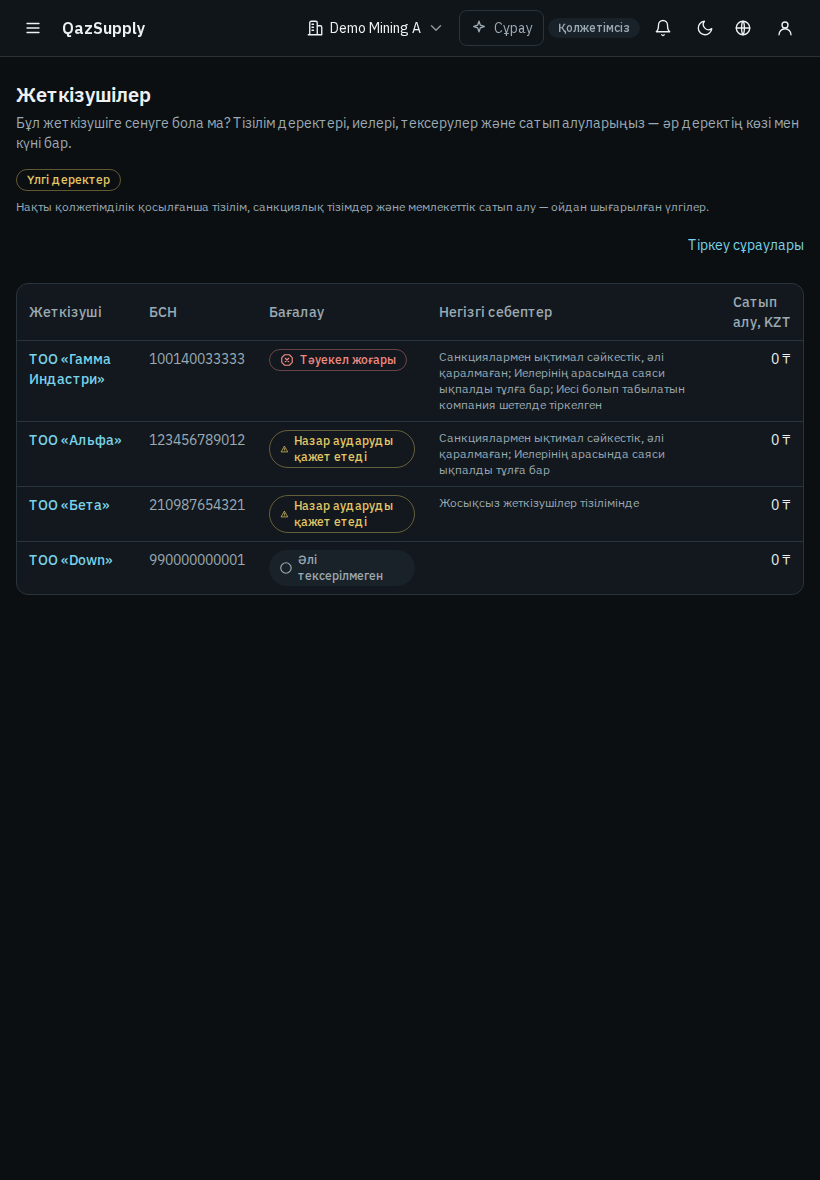 QazSupply
Demo Mining A
Сұрау
Қолжетімсіз
Жеткізушілер
Бұл жеткізушіге сенуге бола ма? Тізілім деректері, иелері, тексерулер және сатып алуларыңыз — әр деректің көзі мен
күні бар.
Үлгі деректер
Нақты қолжетімділік қосылғанша тізілім, санкциялық тізімдер және мемлекеттік сатып алу — ойдан шығарылған үлгілер.
Тіркеу сұраулары
Жеткізуші
БСН
Бағалау
Негізгі себептер
Сатып
алу, KZT
ТОО «Гамма
Индастри»
100140033333
Тәуекел жоғары
Санкциялармен ықтимал сәйкестік, әлі
қаралмаған; Иелерінің арасында саяси
ықпалды тұлға бар; Иесі болып табылатын
компания шетелде тіркелген
0 ₸
ТОО «Альфа»
123456789012
Назар аударуды
қажет етеді
Санкциялармен ықтимал сәйкестік, әлі
қаралмаған; Иелерінің арасында саяси
ықпалды тұлға бар
0 ₸
ТОО «Бета»
210987654321
Назар аударуды
қажет етеді
Жосықсыз жеткізушілер тізілімінде
0 ₸
ТОО «Down»
990000000001
Әлі
тексерілмеген
0 ₸